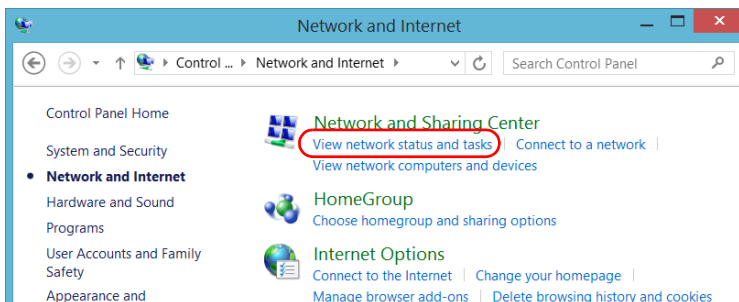 Network and Internet
Control ... Network and Internet Search Control Panel
Control Panel Home
System and Security
Network and Internet
Hardware and Sound
Programs
User Accounts and Family
Safety
Appearance and
Network and Sharing Center
View network status and tasks Connect to a network
View network computers and devices
HomeGroup
Choose homegroup and sharing options
Internet Options
Connect to the Internet Change your homepage
Manage browser add-ons Delete browsing history and cookies